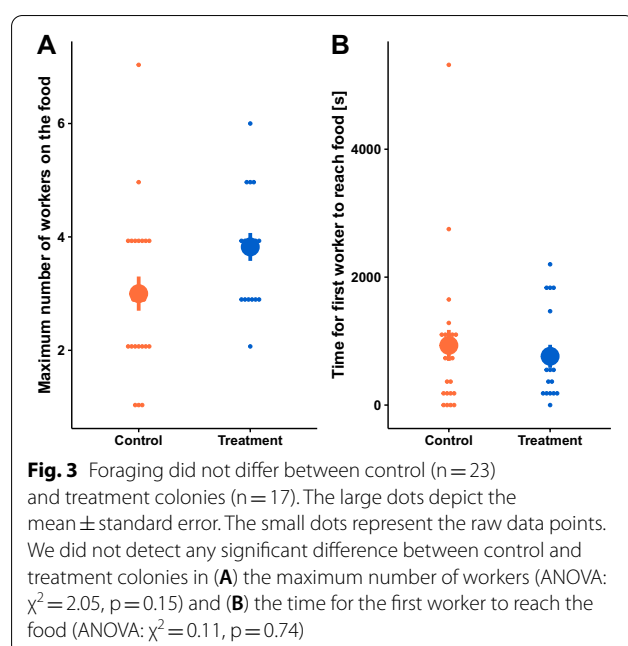 A
B
Maximum number of workers on the food
6
4
2
Control
Treatment
Time for first worker to reach food [s]
4000
2000
0
Control
Treatment
Fig. 3 Foraging did not differ between control (n = 23)
and treatment colonies (n = 17). The large dots depict the
mean ± standard error. The small dots represent the raw data points.
We did not detect any significant difference between control and
treatment colonies in (A) the maximum number of workers (ANOVA:
χ² = 2.05, p = 0.15) and (B) the time for the first worker to reach the
food (ANOVA: χ² = 0.11, p = 0.74)